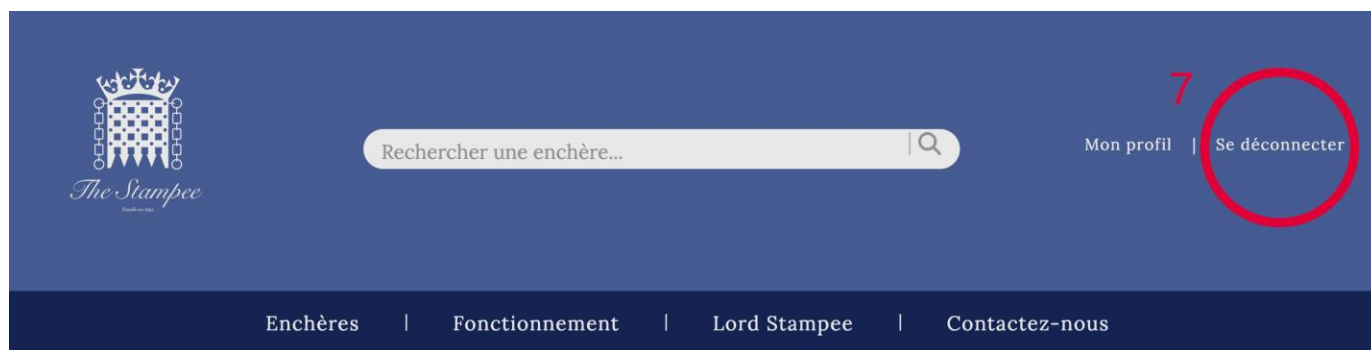 The Stampee
Rechercher une enchère...
7
Mon profil | Se déconnecter
Enchères | Fonctionnement | Lord Stampee | Contactez-nous